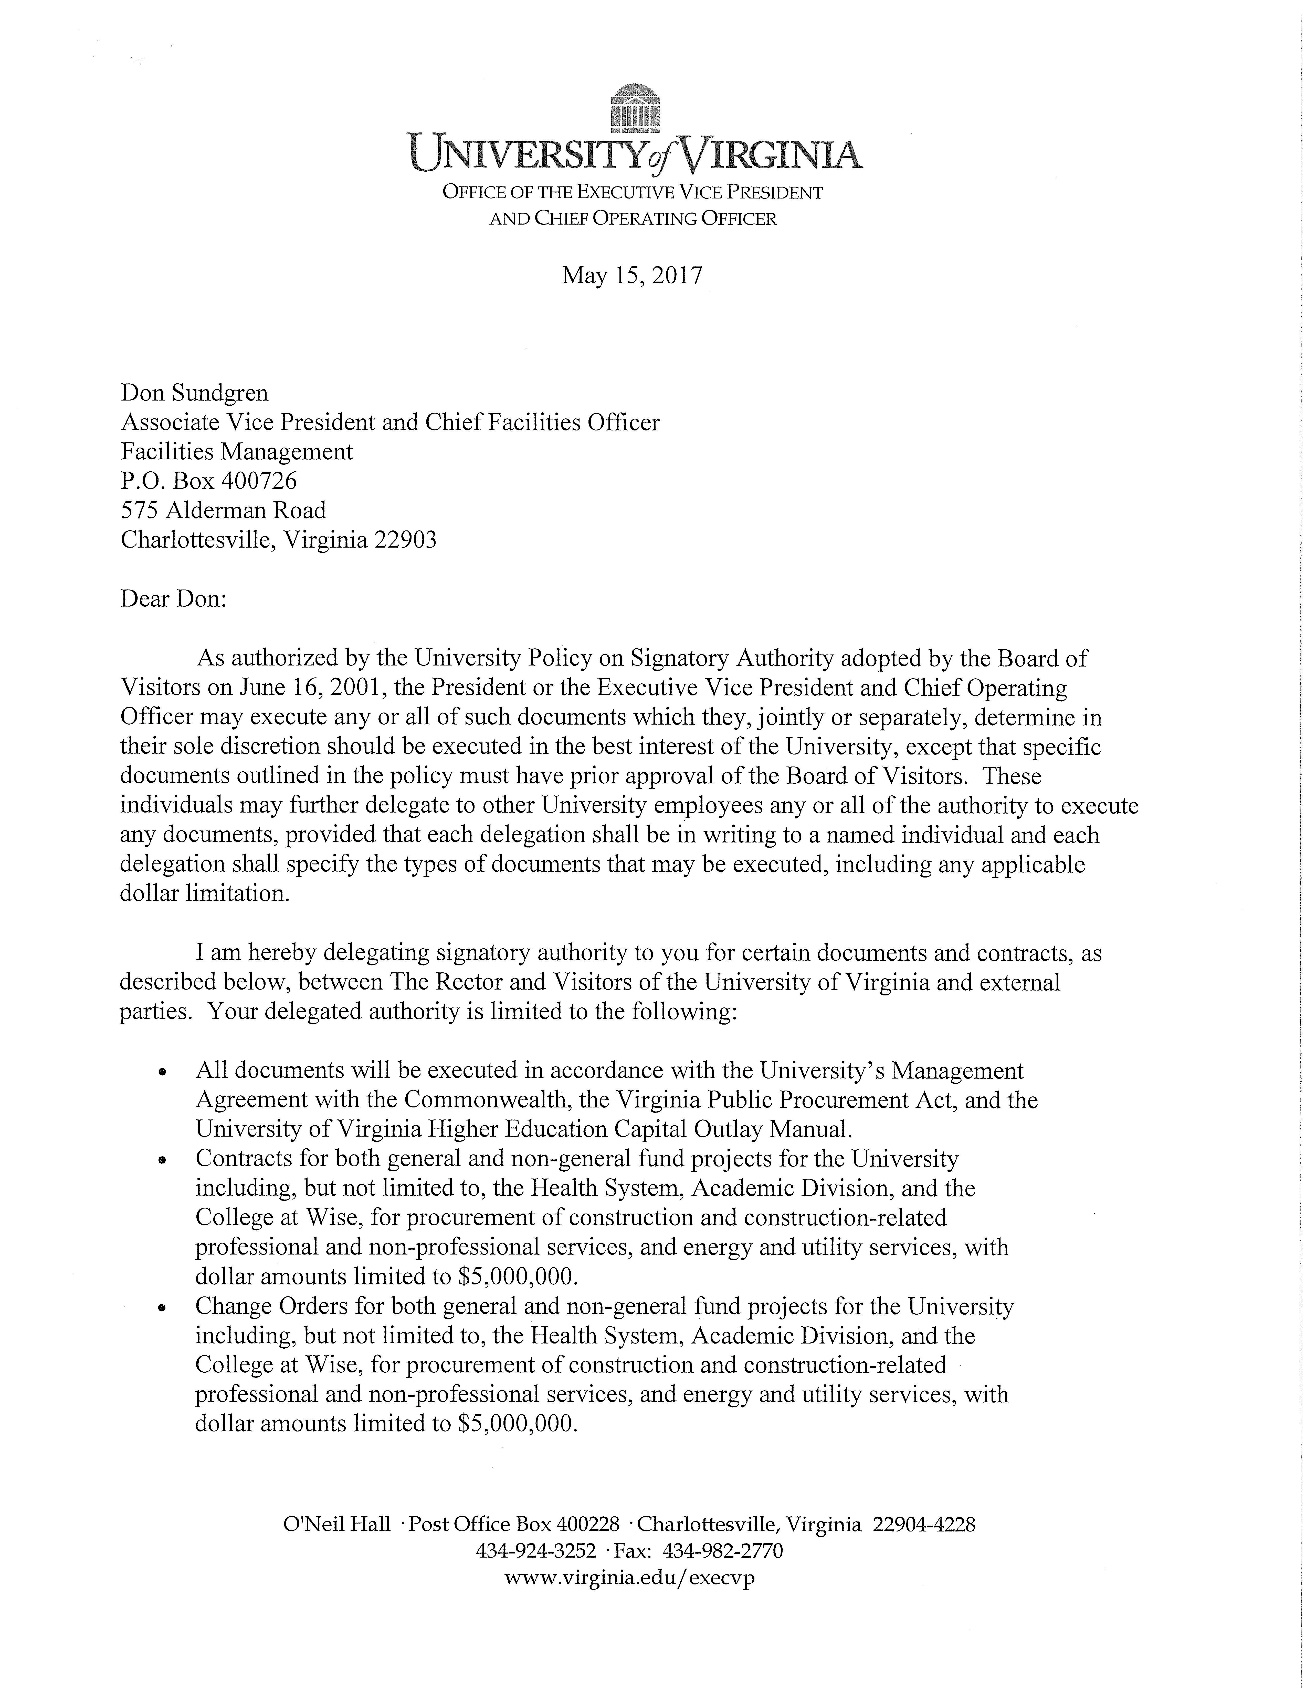 UNIVERSITY of VIRGINIA
OFFICE OF THE EXECUTIVE VICE PRESIDENT
AND CHIEF OPERATING OFFICER
May 15, 2017
Don Sundgren
Associate Vice President and Chief Facilities Officer
Facilities Management
P.O. Box 400726
575 Alderman Road
Charlottesville, Virginia 22903
Dear Don:
As authorized by the University Policy on Signatory Authority adopted by the Board of
Visitors on June 16, 2001, the President or the Executive Vice President and Chief Operating
Officer may execute any or all of such documents which they, jointly or separately, determine in
their sole discretion should be executed in the best interest of the University, except that specific
documents outlined in the policy must have prior approval of the Board of Visitors. These
individuals may further delegate to other University employees any or all of the authority to execute
any documents, provided that each delegation shall be in writing to a named individual and each
delegation shall specify the types of documents that may be executed, including any applicable
dollar limitation.
I am hereby delegating signatory authority to you for certain documents and contracts, as
described below, between The Rector and Visitors of the University of Virginia and external
parties. Your delegated authority is limited to the following:
• All documents will be executed in accordance with the University's Management
Agreement with the Commonwealth, the Virginia Public Procurement Act, and the
University of Virginia Higher Education Capital Outlay Manual.
• Contracts for both general and non-general fund projects for the University
including, but not limited to, the Health System, Academic Division, and the
College at Wise, for procurement of construction and construction-related
professional and non-professional services, and energy and utility services, with
dollar amounts limited to $5,000,000.
• Change Orders for both general and non-general fund projects for the University
including, but not limited to, the Health System, Academic Division, and the
College at Wise, for procurement of construction and construction-related
professional and non-professional services, and energy and utility services, with
dollar amounts limited to $5,000,000.
O'Neil Hall · Post Office Box 400228 · Charlottesville, Virginia 22904-4228
434-924-3252 · Fax: 434-982-2770
www.virginia.edu/execvp